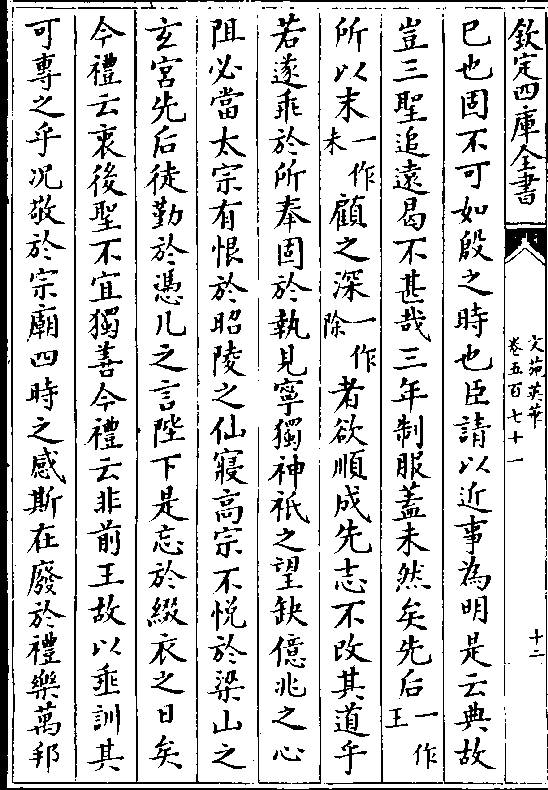 欽定四庫全書
文苑英華
卷五百七十一
十二
巳也固不可如殷之時也臣請以近事為明是云典故
豈三聖追遠曷不甚哉三年制服蓋未然矣先后一作王
所以末一作未顧之深一作除者欲順成先志不改其道乎
若遂乖於所奉固於執見寧獨神祇之望缺億兆之心
阻必當太宗有恨於昭陵之仙寢高宗不悅於梁山之
玄宮先后徒勤於憑几之言陛下是忘於綴衣之日矣
今禮云衷後聖不宜獨善今禮云非前王故以垂訓其
可專之乎况敬於宗廟四時之感斯在廢於禮樂萬邦